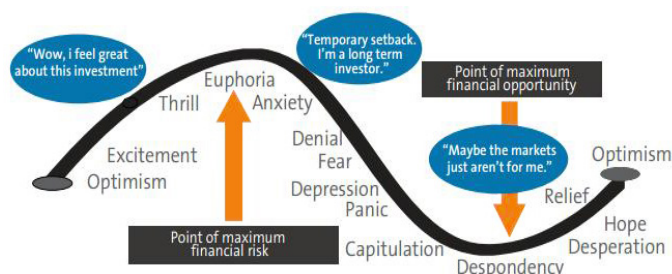 "Wow, i feel great
about this investment"
"Temporary setback.
I'm a long term
investor."
Euphoria
Thrill
Anxiety
Point of maximum
financial opportunity
Excitement
Optimism
Denial
Fear
Depression
Panic
"Maybe the markets
just aren't for me."
Optimism
Relief
Point of maximum
financial risk
Capitulation
Hope
Desperation
Despondency